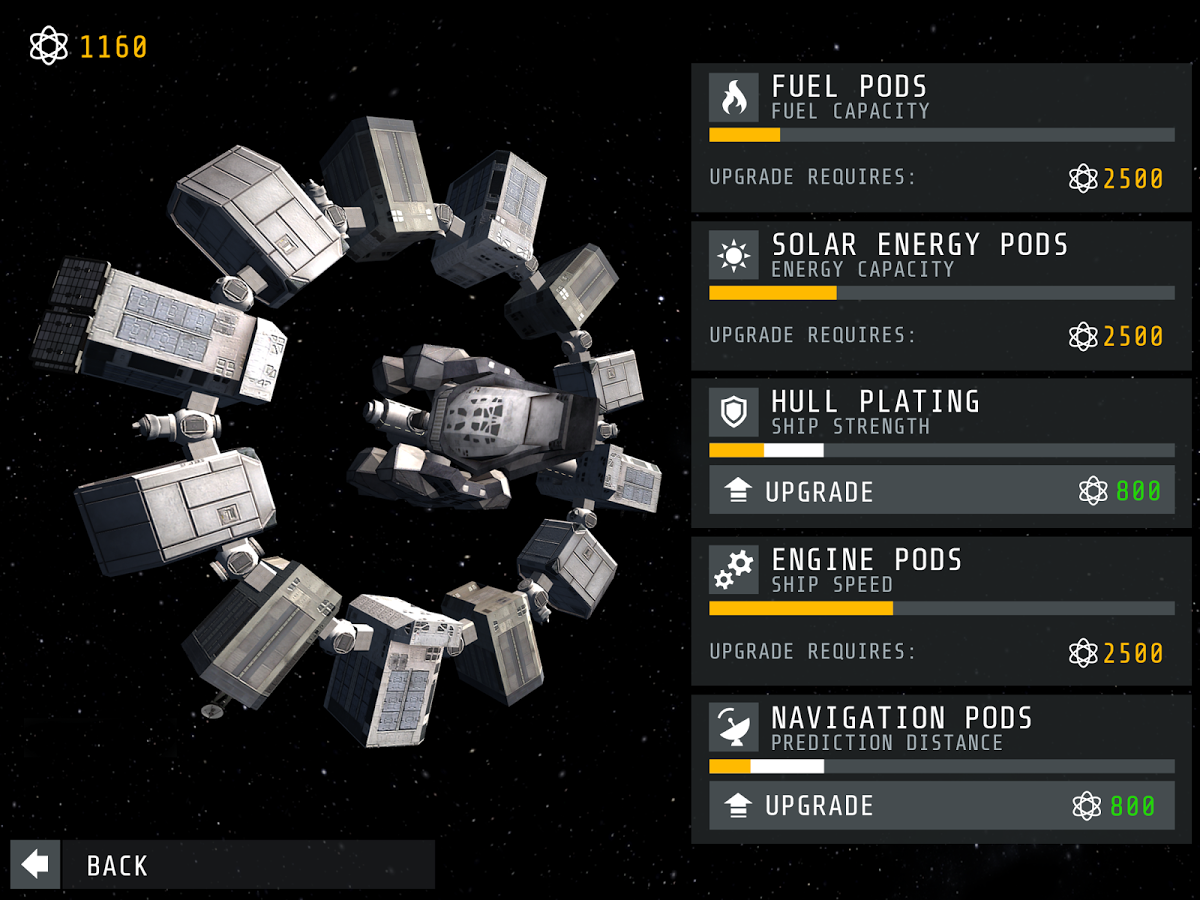 1160
FUEL PODS
FUEL CAPACITY
UPGRADE REQUIRES: 2500
SOLAR ENERGY PODS
ENERGY CAPACITY
UPGRADE REQUIRES: 2500
HULL PLATING
SHIP STRENGTH
UPGRADE 800
ENGINE PODS
SHIP SPEED
UPGRADE REQUIRES: 2500
NAVIGATION PODS
PREDICTION DISTANCE
UPGRADE 800
BACK